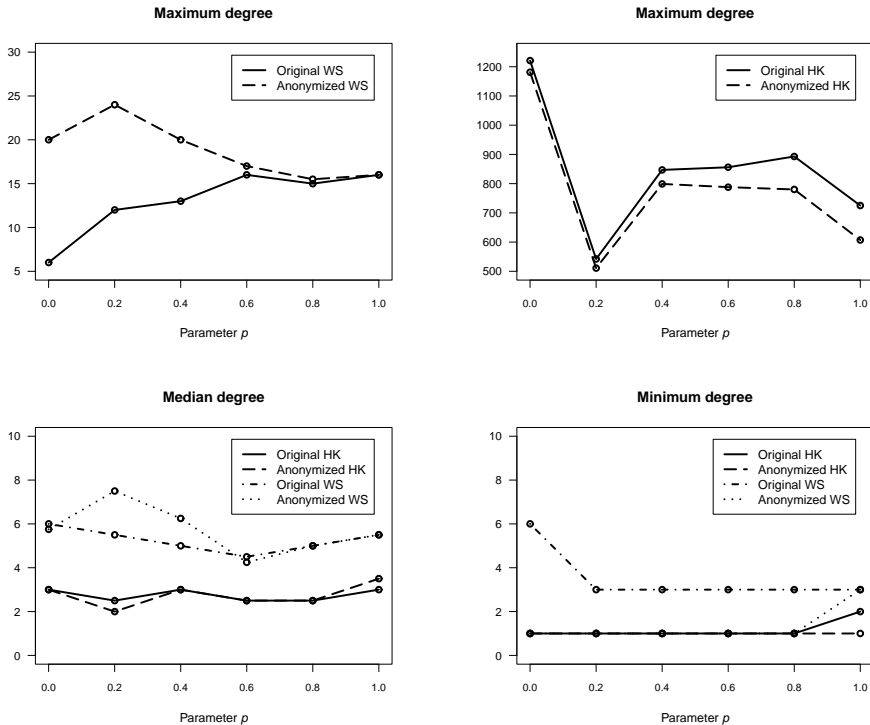 Maximum degree
30
25
20
15
10
5
Original WS
Anonymized WS
0.0 0.2 0.4 0.6 0.8 1.0
Parameter p
Maximum degree
1200
1100
1000
900
800
700
600
500
Original HK
Anonymized HK
0.0 0.2 0.4 0.6 0.8 1.0
Parameter p
Median degree
10
8
6
4
2
0
Original HK
Anonymized HK
Original WS
Anonymized WS
0.0 0.2 0.4 0.6 0.8 1.0
Parameter p
Minimum degree
10
8
6
4
2
0
Original HK
Anonymized HK
Original WS
Anonymized WS
0.0 0.2 0.4 0.6 0.8 1.0
Parameter p